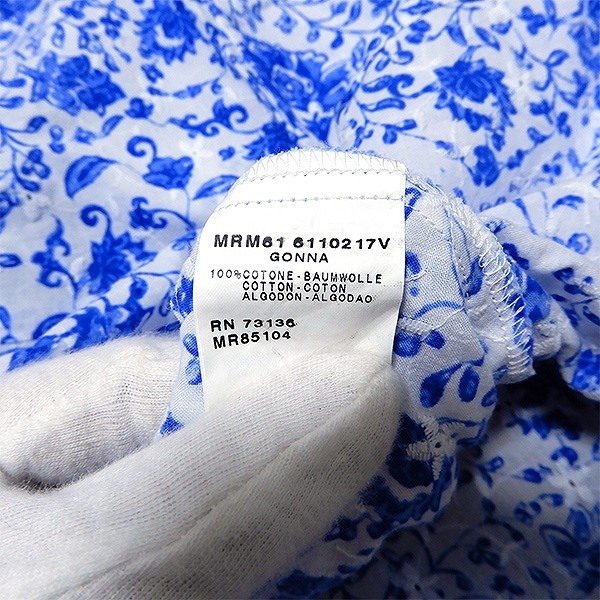 MRM61 6110217V
GONNA
100%COTONE-BAUMWOLLE
COTTON-COTON
ALGODON-ALGODAO
RN 73136
MR85104